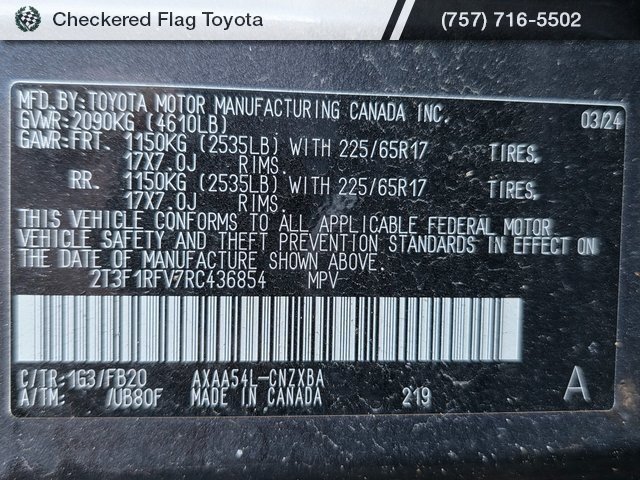 Checkered Flag Toyota (757) 716-5502
MFD.BY:TOYOTA MOTOR MANUFACTURING CANADA INC. 03/24
GVWR:2090KG (4610LB)
GAWR:FRT. 1150KG (2535LB) WITH 225/65R17 TIRES,
17X7.0J RIMS.
RR. 1150KG (2535LB) WITH 225/65R17 TIRES,
17X7.0J RIMS.
THIS VEHICLE CONFORMS TO ALL APPLICABLE FEDERAL MOTOR
VEHICLE SAFETY AND THEFT PREVENTION STANDARDS IN EFFECT ON
THE DATE OF MANUFACTURE SHOWN ABOVE.
2T3F1RFV7RC436854 MPV
C/TR:1G3/FB20 AXAA54L-CNZXBA A
A/TM: /UB80F MADE IN CANADA 219